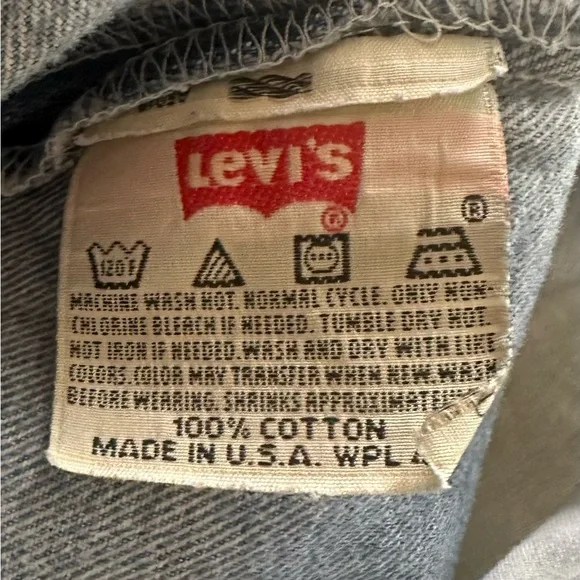 Levi's
®
®
120F
MACHINE WASH HOT. NORMAL CYCLE. ONLY NON-
CHLORINE BLEACH IF NEEDED. TUMBLE DRY HOT
HOT IRON IF NEEDED. WASH AND DRY WITH LIKE
COLORS. COLOR MAY TRANSFER WHEN NEW. WASH
BEFORE WEARING. SHRINKS APPROXIMATELY
100% COTTON
MADE IN U.S.A. WPL 4